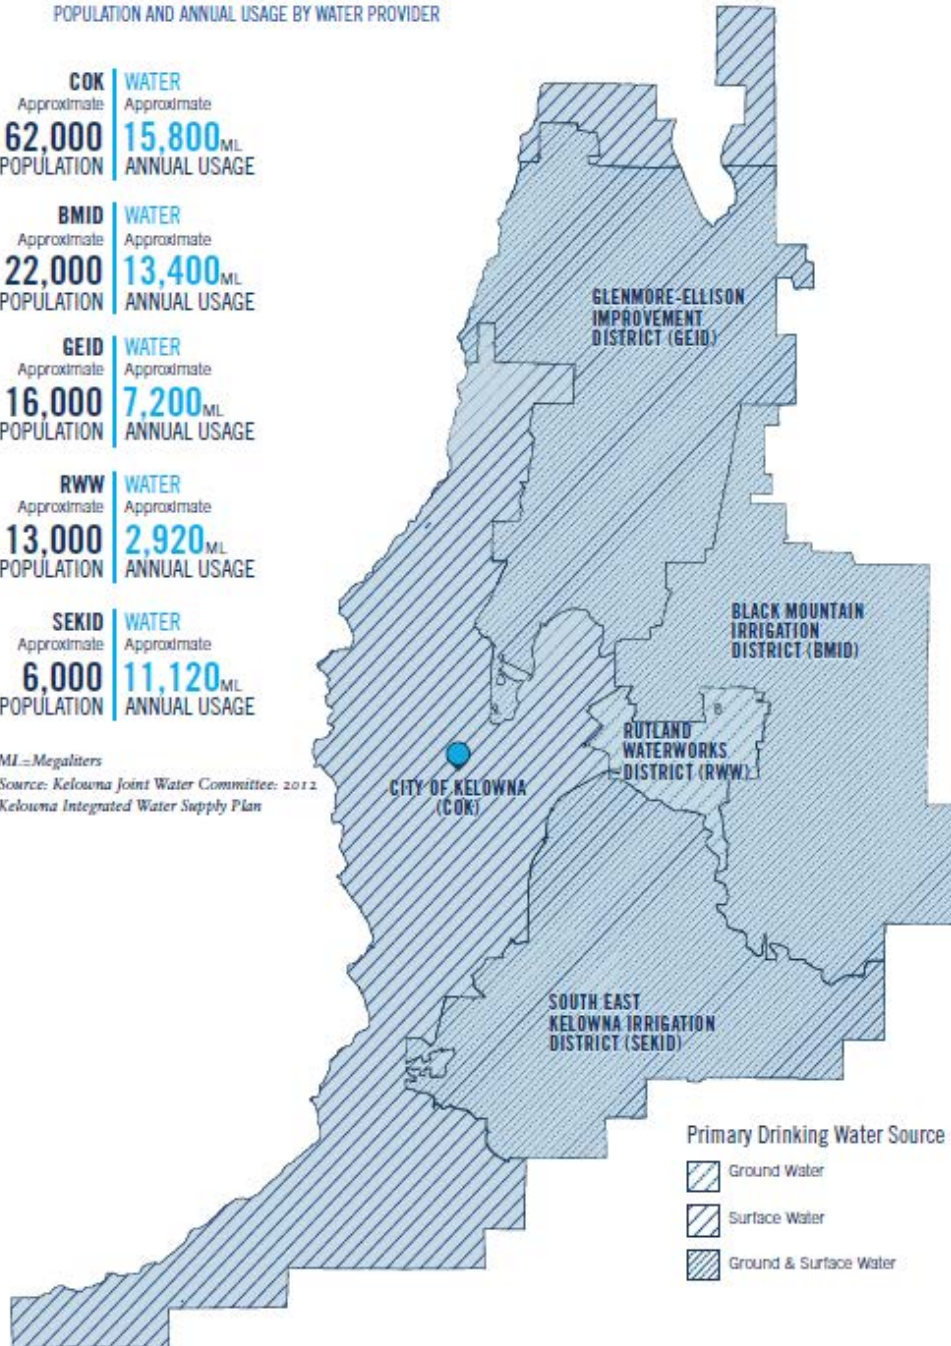 POPULATION AND ANNUAL USAGE BY WATER PROVIDER
COK
Approximate
62,000
POPULATION
WATER
Approximate
15,800ML
ANNUAL USAGE
BMID
Approximate
22,000
POPULATION
WATER
Approximate
13,400ML
ANNUAL USAGE
GEID
Approximate
16,000
POPULATION
WATER
Approximate
7,200ML
ANNUAL USAGE
RWW
Approximate
13,000
POPULATION
WATER
Approximate
2,920ML
ANNUAL USAGE
SEKID
Approximate
6,000
POPULATION
WATER
Approximate
11,120ML
ANNUAL USAGE
ML=Megaliters
Source: Kelowna Joint Water Committee: 2012
Kelowna Integrated Water Supply Plan
GLENMORE-ELLISON
IMPROVEMENT
DISTRICT (GEID)
BLACK MOUNTAIN
IRRIGATION
DISTRICT (BMID)
RUTLAND
WATERWORKS
DISTRICT (RWW)
CITY OF KELOWNA
(COK)
SOUTH EAST
KELOWNA IRRIGATION
DISTRICT (SEKID)
Primary Drinking Water Source
Ground Water
Surface Water
Ground & Surface Water